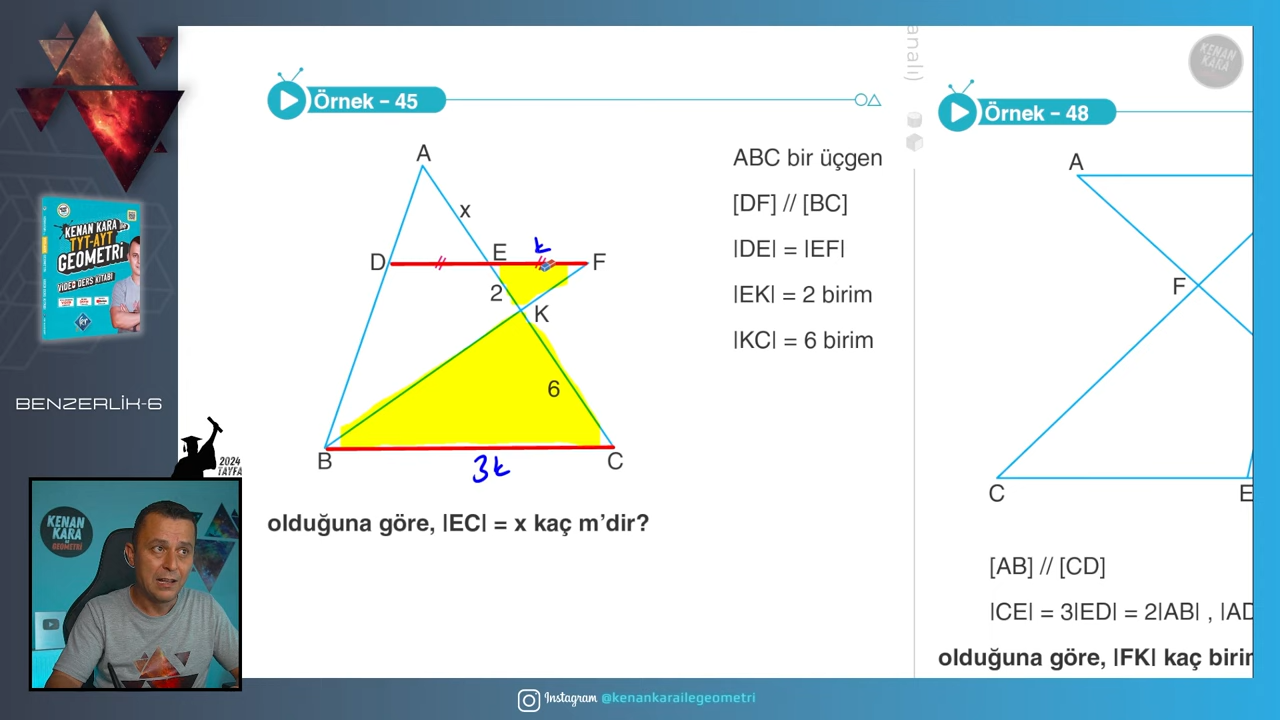 Örnek – 45
A
x
D
E
k
F
2
K
6
B
C
3k
ABC bir üçgen
[DF] // [BC]
|DE| = |EF|
|EK| = 2 birim
|KC| = 6 birim
olduğuna göre, |EC| = x kaç m’dir?
anali)
KENAN
KARA
Örnek – 48
A
F
C
E
[AB] // [CD]
|CE| = 3|ED| = 2|AB| , |AD
olduğuna göre, |FK| kaç birir
KENAN KARA
TYT-AYT
GEOMETRİ
VİDEO DERS KİTABI
BENZERLİK-6
2024
TAYFA
KENAN
KARA
GEOMETRİ
Instagram @kenankarailegeometri